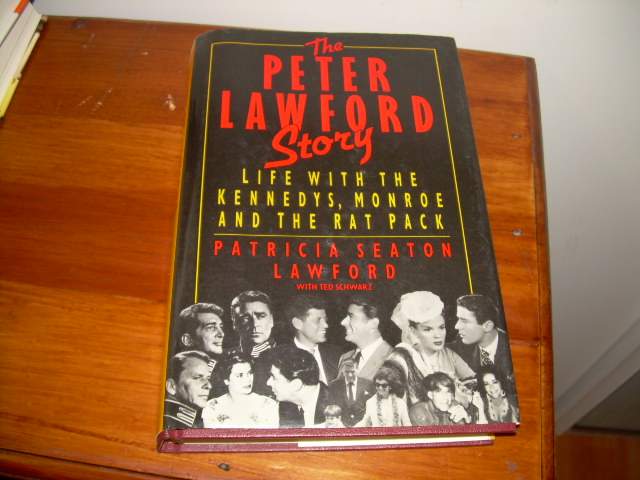 The
PETER
LAWFORD
Story
LIFE WITH THE
KENNEDYS, MONROE
AND THE RAT PACK
PATRICIA SEATON
LAWFORD
WITH TED SCHWARZ